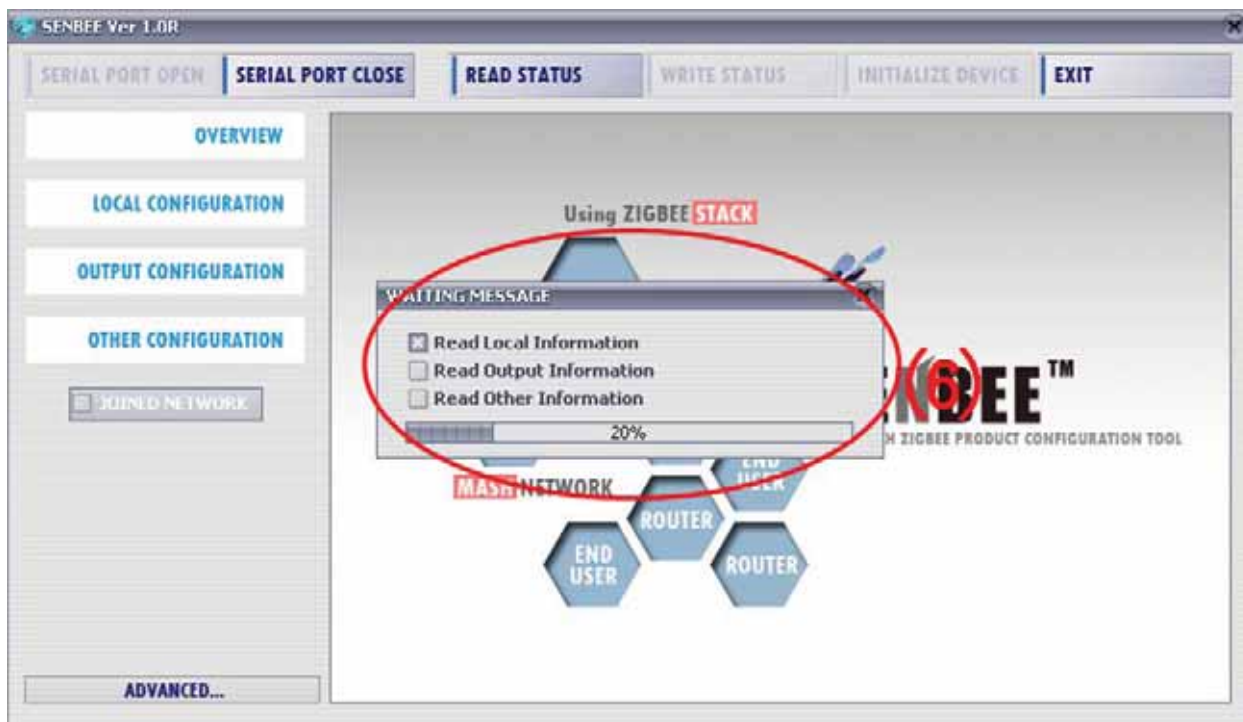 SENBEE Ver 1.0R
SERIAL PORT OPEN
SERIAL PORT CLOSE
READ STATUS
WRITE STATUS
INITIALIZE DEVICE
EXIT
OVERVIEW
LOCAL CONFIGURATION
OUTPUT CONFIGURATION
OTHER CONFIGURATION
JOINED NETWORK
ADVANCED...
Using ZIGBEE STACK
WAITING MESSAGE
Read Local Information
Read Output Information
Read Other Information
20%
(6)
BEE™
ZIGBEE PRODUCT CONFIGURATION TOOL
MASH NETWORK
END
USER
ROUTER
END
USER
ROUTER